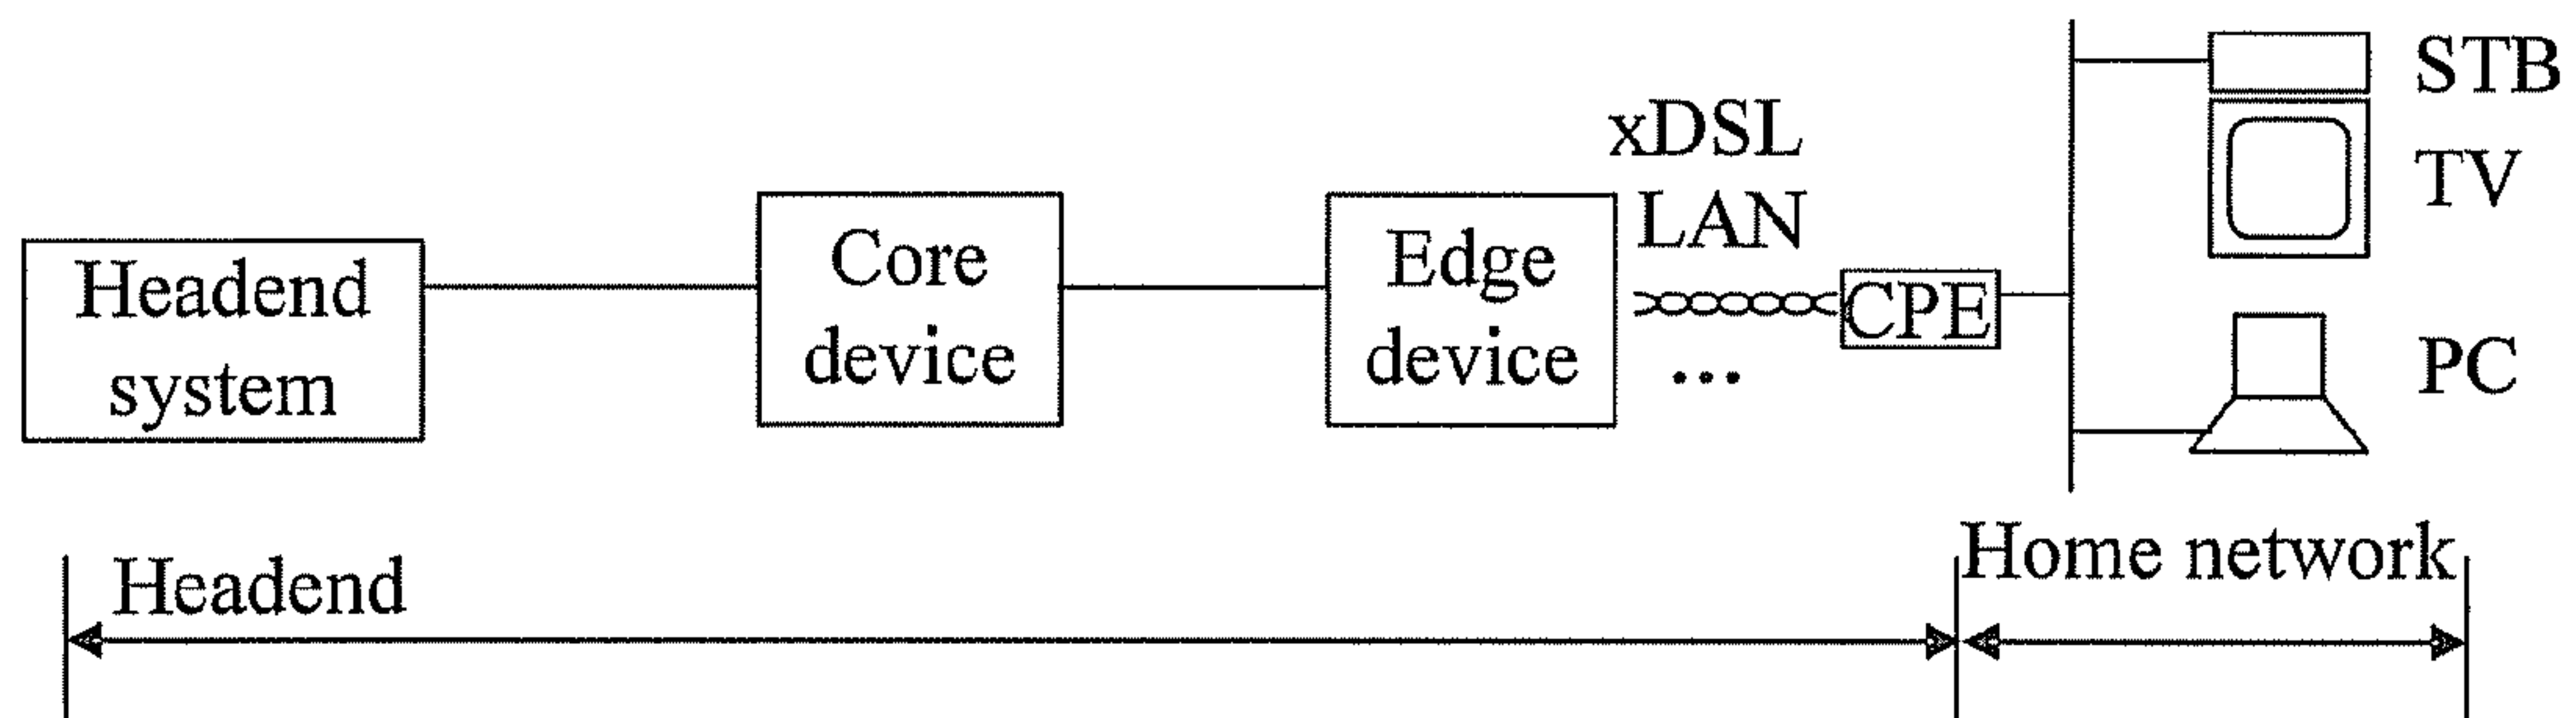 Headend
system
Core
device
Edge
device
xDSL
LAN
...
CPE
STB
TV
PC
Headend
Home network